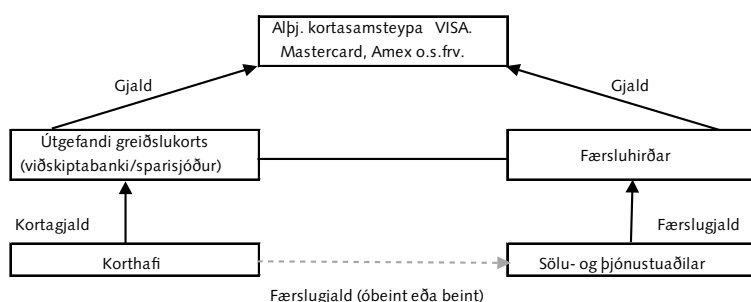 Alþj. kortasamsteypa VISA.
Mastercard, Amex o.s.frv.
Gjald
Gjald
Útgefandi greiðslukorts
(viðskiptabanki/sparisjóður)
Færsluhirðar
Kortagjald
Færslugjald
Korthafi
Sölu- og þjónustuaðilar
Færslugjald (óbeint eða beint)